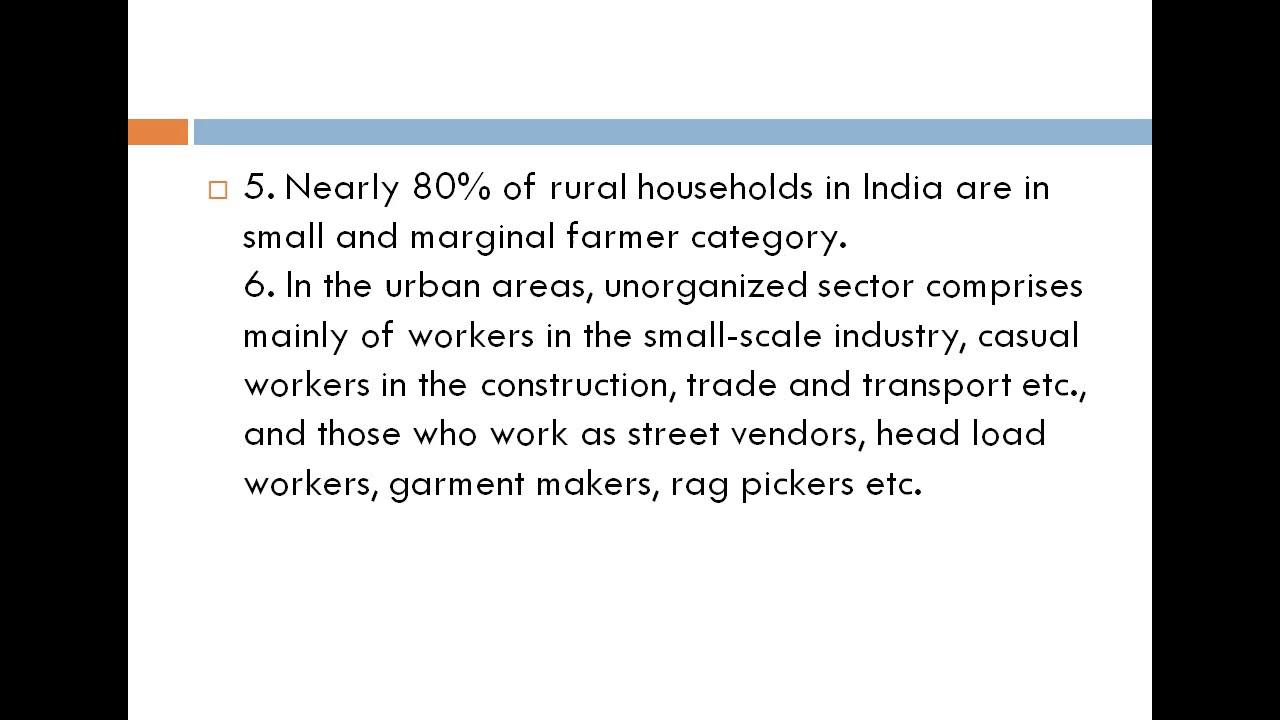 5. Nearly 80% of rural households in India are in
small and marginal farmer category.
6. In the urban areas, unorganized sector comprises
mainly of workers in the small-scale industry, casual
workers in the construction, trade and transport etc.,
and those who work as street vendors, head load
workers, garment makers, rag pickers etc.